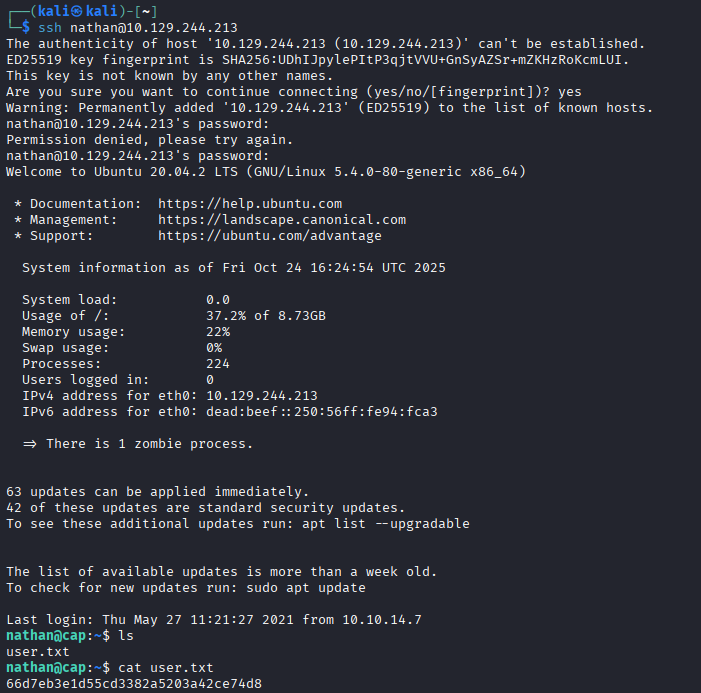 ┌──(kali㉿kali)-[~]
└─$ ssh nathan@10.129.244.213
The authenticity of host '10.129.244.213 (10.129.244.213)' can't be established.
ED25519 key fingerprint is SHA256:UDhIJpylePItP3qjtVVU+GnSyAZSr+mZKHzRoKcmLUI.
This key is not known by any other names.
Are you sure you want to continue connecting (yes/no/[fingerprint])? yes
Warning: Permanently added '10.129.244.213' (ED25519) to the list of known hosts.
nathan@10.129.244.213's password:
Permission denied, please try again.
nathan@10.129.244.213's password:
Welcome to Ubuntu 20.04.2 LTS (GNU/Linux 5.4.0-80-generic x86_64)
* Documentation:  https://help.ubuntu.com
* Management:     https://landscape.canonical.com
* Support:        https://ubuntu.com/advantage
System information as of Fri Oct 24 16:24:54 UTC 2025
System load:           0.0
Usage of /:            37.2% of 8.73GB
Memory usage:          22%
Swap usage:            0%
Processes:             224
Users logged in:       0
IPv4 address for eth0: 10.129.244.213
IPv6 address for eth0: dead:beef::250:56ff:fe94:fca3
=> There is 1 zombie process.
63 updates can be applied immediately.
42 of these updates are standard security updates.
To see these additional updates run: apt list --upgradable
The list of available updates is more than a week old.
To check for new updates run: sudo apt update
Last login: Thu May 27 11:21:27 2021 from 10.10.14.7
nathan@cap:~$ ls
user.txt
nathan@cap:~$ cat user.txt
66d7eb3e1d55cd3382a5203a42ce74d8